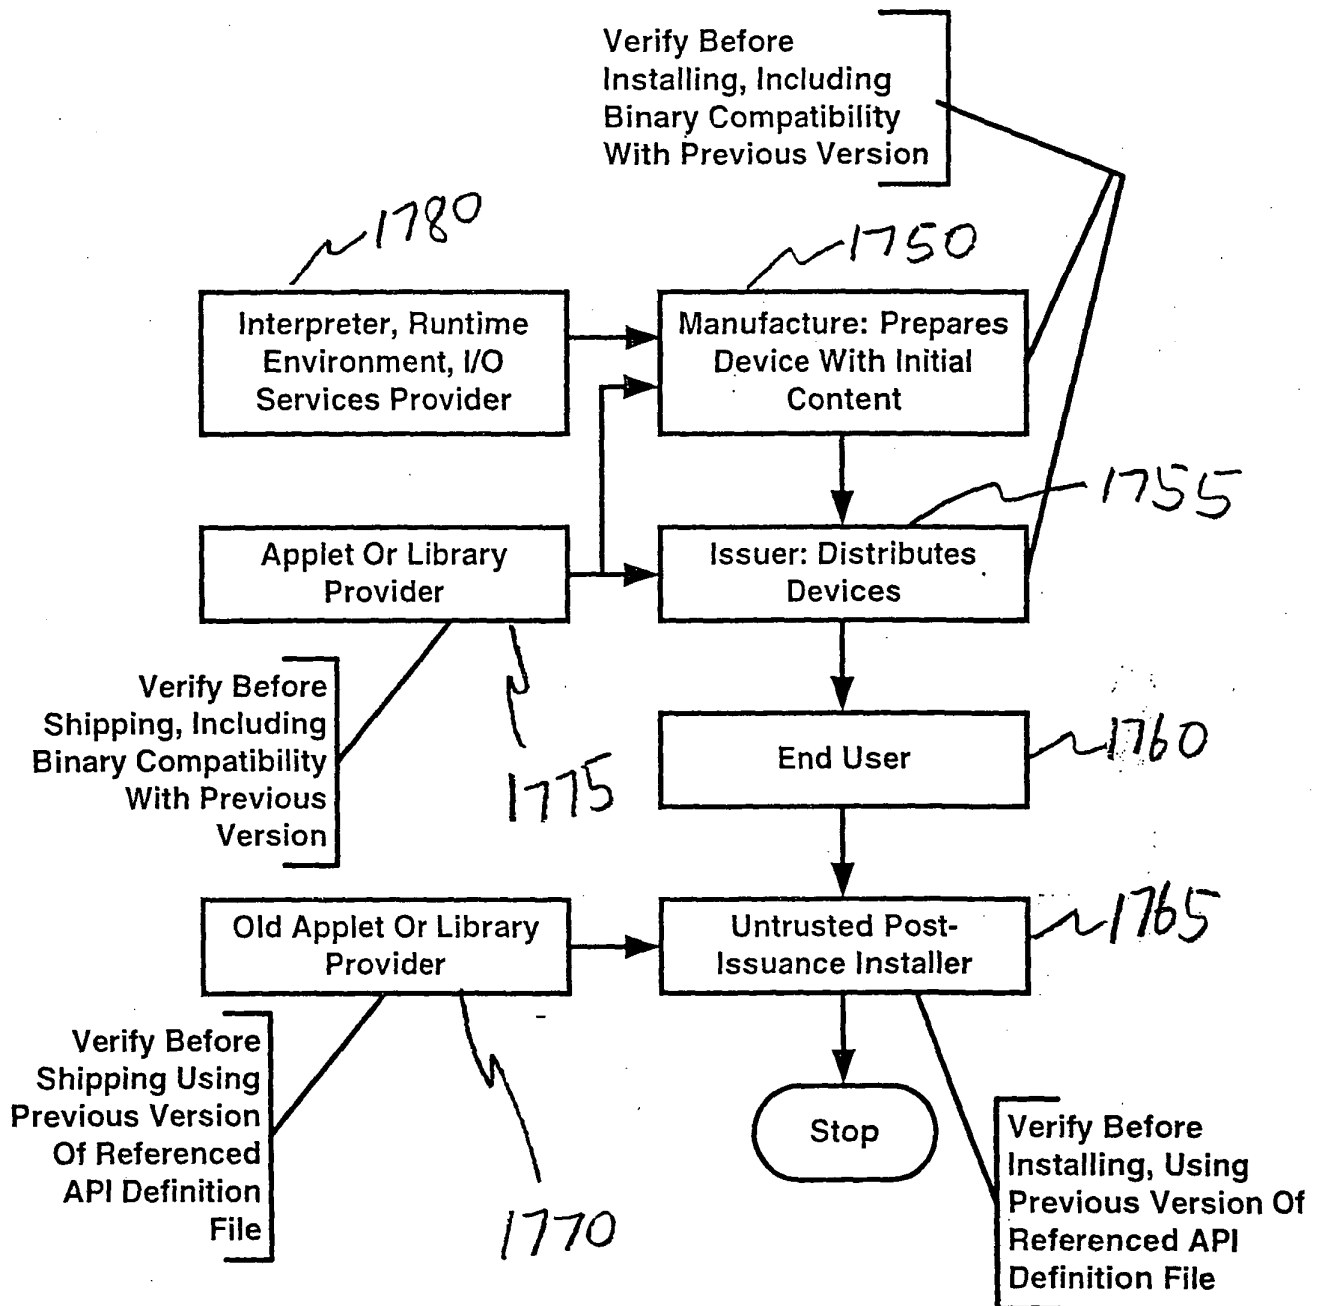 Verify Before
Installing, Including
Binary Compatibility
With Previous Version
1780
1750
Interpreter, Runtime
Environment, I/O
Services Provider
Manufacture: Prepares
Device With Initial
Content
1755
Applet Or Library
Provider
Issuer: Distributes
Devices
Verify Before
Shipping, Including
Binary Compatibility
With Previous
Version
1775
End User
1760
Old Applet Or Library
Provider
Untrusted Post-
Issuance Installer
1765
Verify Before
Shipping Using
Previous Version
Of Referenced
API Definition
File
1770
Stop
Verify Before
Installing, Using
Previous Version Of
Referenced API
Definition File